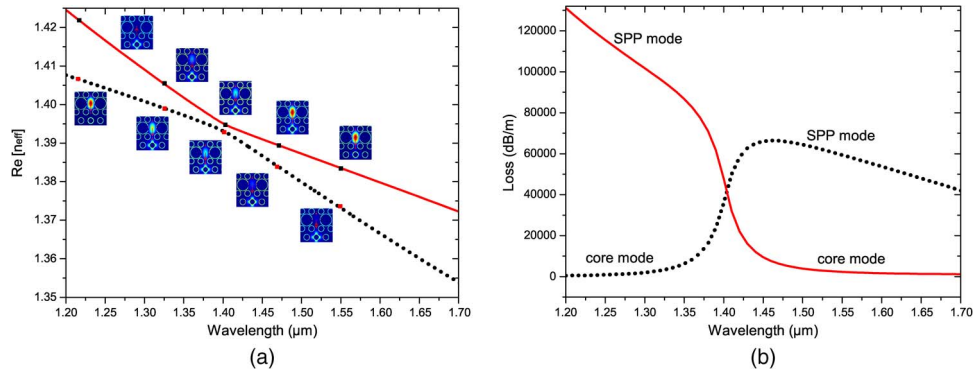 1.42
1.41
1.40
1.39
1.38
1.37
1.36
1.35
Re [neff]
1.20 1.25 1.30 1.35 1.40 1.45 1.50 1.55 1.60 1.65 1.70
Wavelength (μm)
(a)
120000
100000
80000
60000
40000
20000
0
Loss (dB/m)
SPP mode
SPP mode
core mode
core mode
1.20 1.25 1.30 1.35 1.40 1.45 1.50 1.55 1.60 1.65 1.70
Wavelength (μm)
(b)